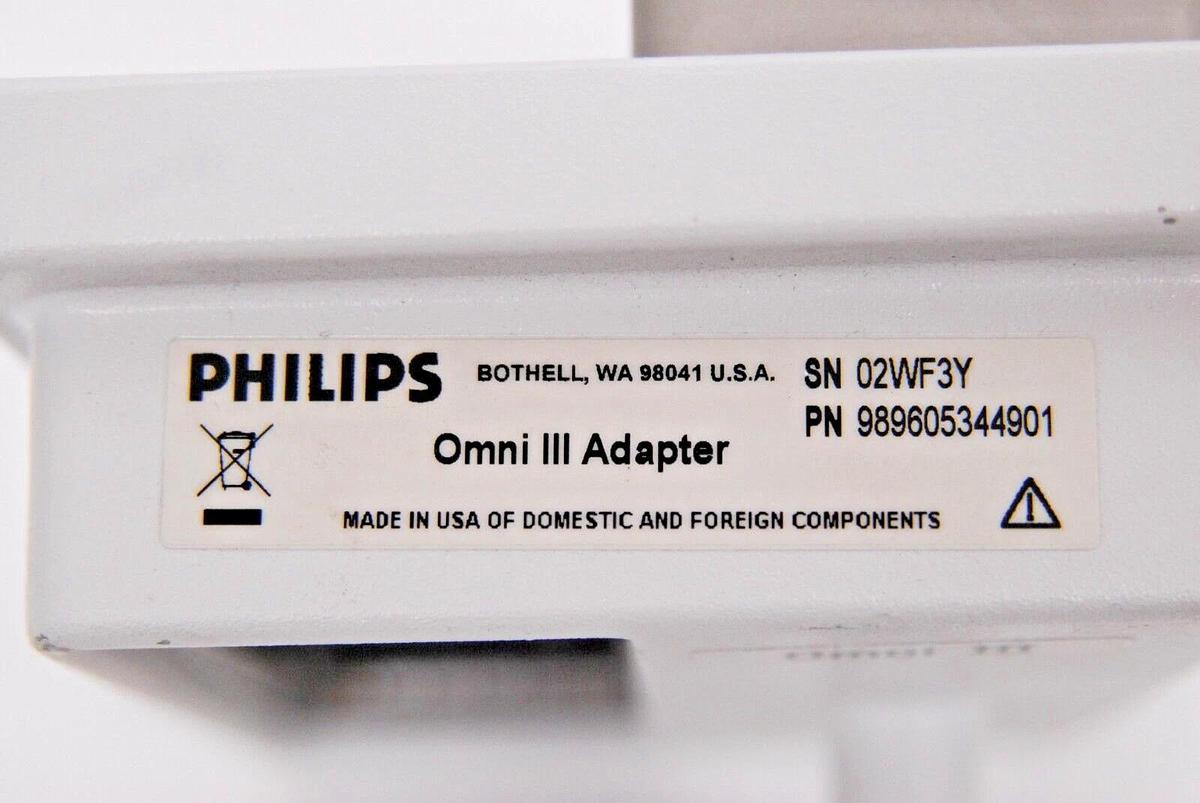 PHILIPS BOTHELL, WA 98041 U.S.A. SN 02WF3Y
PN 989605344901
Omni III Adapter
MADE IN USA OF DOMESTIC AND FOREIGN COMPONENTS